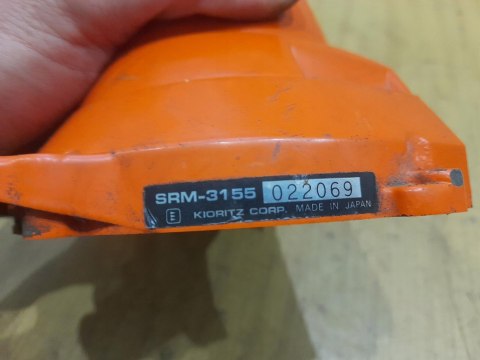 SRM-3155 022069
E KIORITZ CORP. MADE IN JAPAN